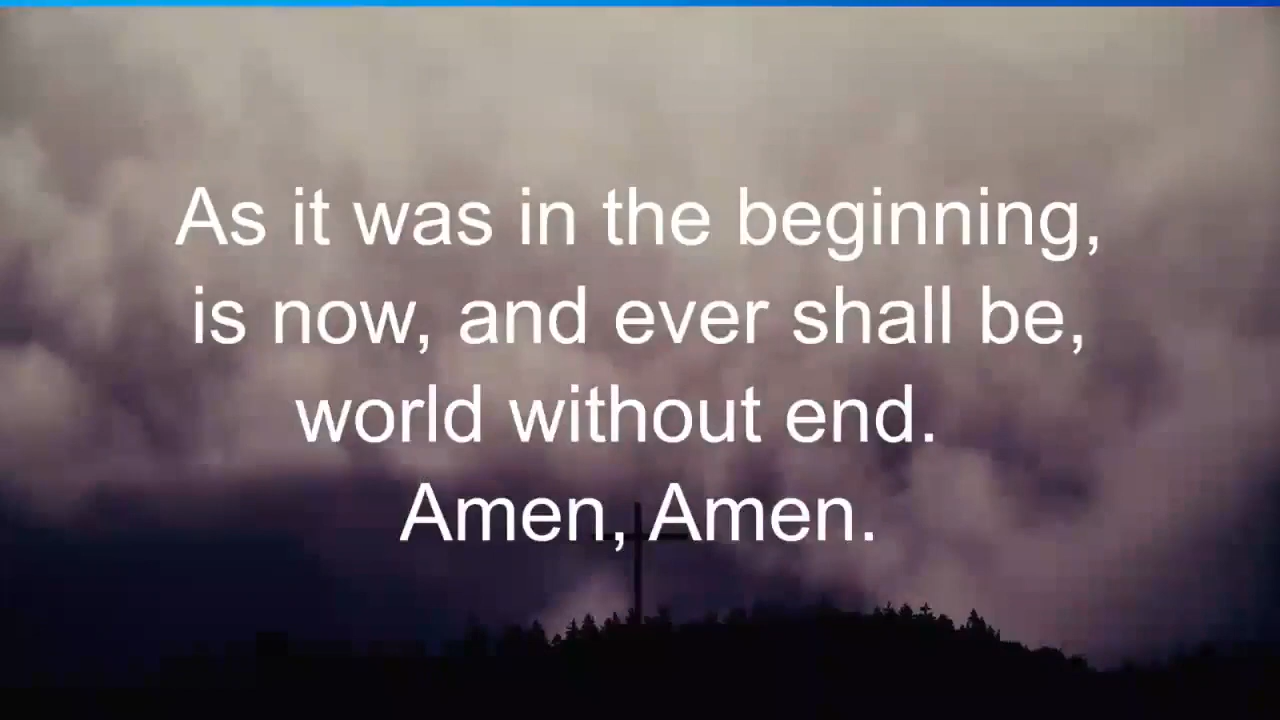 As it was in the beginning,
is now, and ever shall be,
world without end.
Amen, Amen.